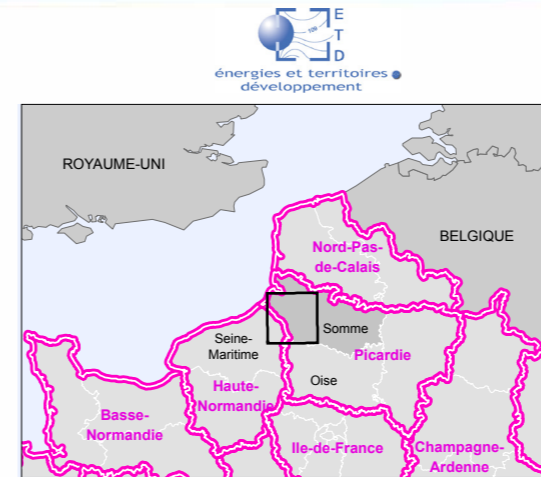 E
T
D
énergies et territoires
développement
ROYAUME-UNI
BELGIQUE
Nord-Pas-
de-Calais
Somme
Seine-
Maritime
Picardie
Oise
Haute-
Normandie
Basse-
Normandie
Ile-de-France
Champagne-
Ardenne